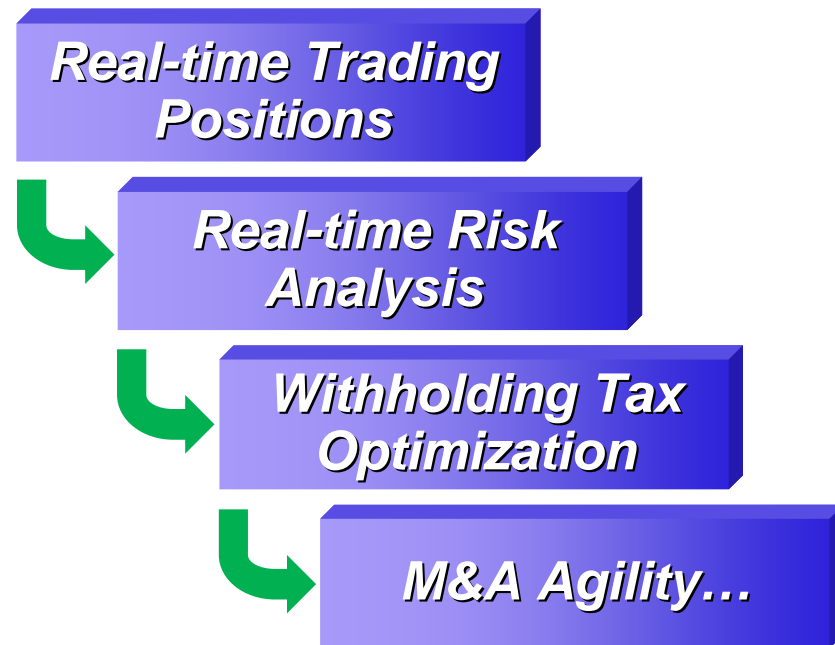 Real-time Trading
Positions
Real-time Risk
Analysis
Withholding Tax
Optimization
M&A Agility…